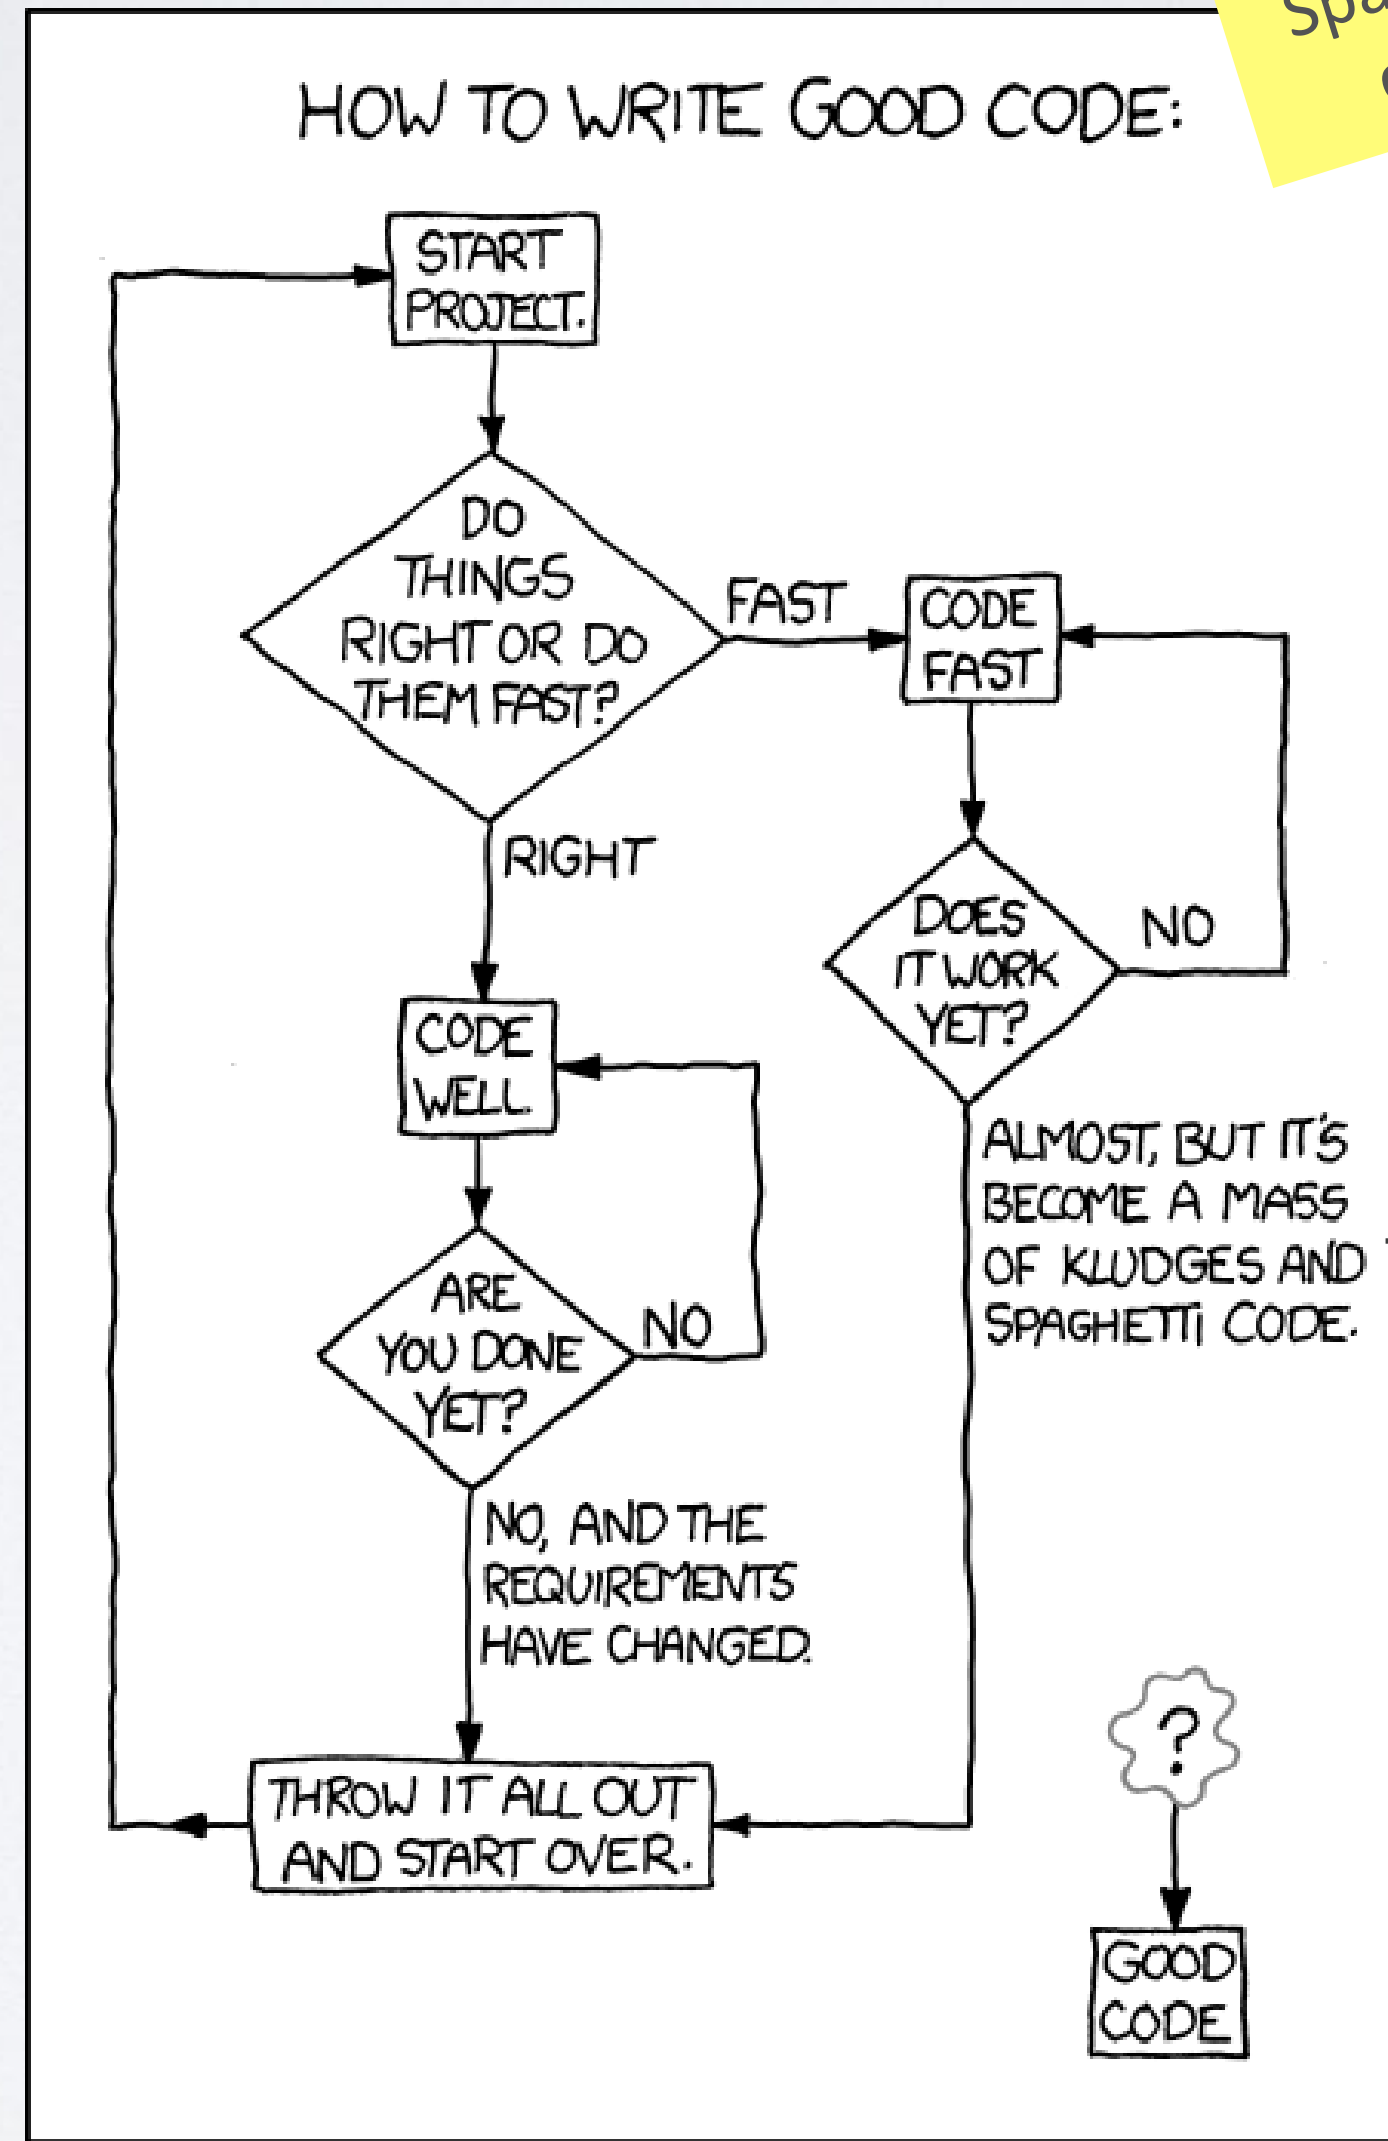 HOW TO WRITE GOOD CODE:
START
PROJECT.
DO
THINGS
RIGHT OR DO
THEM FAST?
FAST
CODE
FAST
RIGHT
DOES
IT WORK
YET?
NO
CODE
WELL.
ALMOST, BUT IT'S
BECOME A MASS
OF KLUDGES AND
SPAGHETTI CODE.
ARE
YOU DONE
YET?
NO
NO, AND THE
REQUIREMENTS
HAVE CHANGED.
THROW IT ALL OUT
AND START OVER.
?
GOOD
CODE